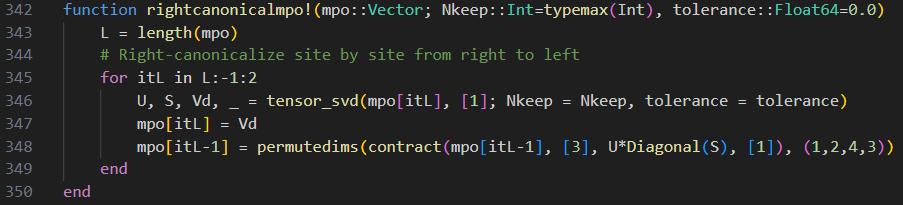 342 function rightcanonicalmpo!(mpo::Vector; Nkeep::Int=typemax(Int), tolerance::Float64=0.0)
343     L = length(mpo)
344     # Right-canonicalize site by site from right to left
345     for itL in L:-1:2
346         U, S, Vd, _ = tensor_svd(mpo[itL], [1]; Nkeep = Nkeep, tolerance = tolerance)
347         mpo[itL] = Vd
348         mpo[itL-1] = permutedims(contract(mpo[itL-1], [3], U*Diagonal(S), [1]), (1,2,4,3))
349     end
350 end